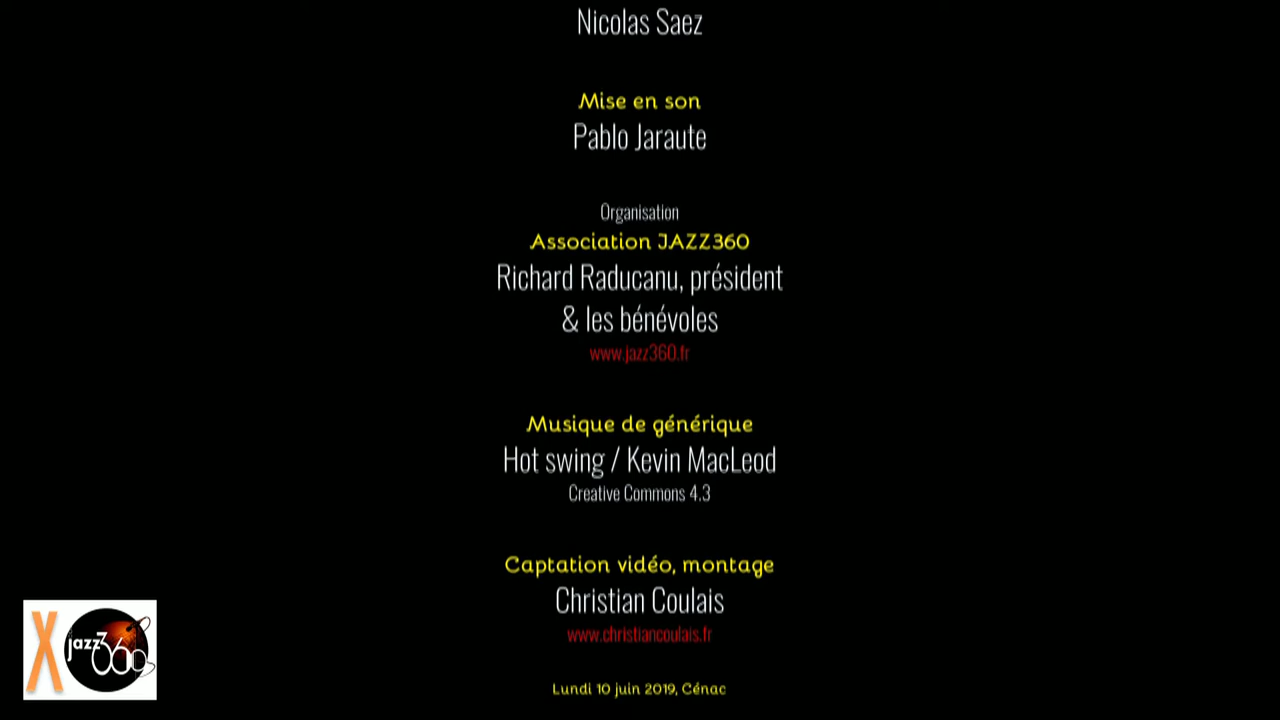 Nicolas Saez
Mise en son
Pablo Jaraute
Organisation
Association JAZZ360
Richard Raducanu, président
& les bénévoles
www.jazz360.fr
Musique de générique
Hot swing / Kevin MacLeod
Creative Commons 4.3
Captation vidéo, montage
Christian Coulais
www.christiancoulais.fr
X jazz 360
Lundi 10 juin 2019, Cénac